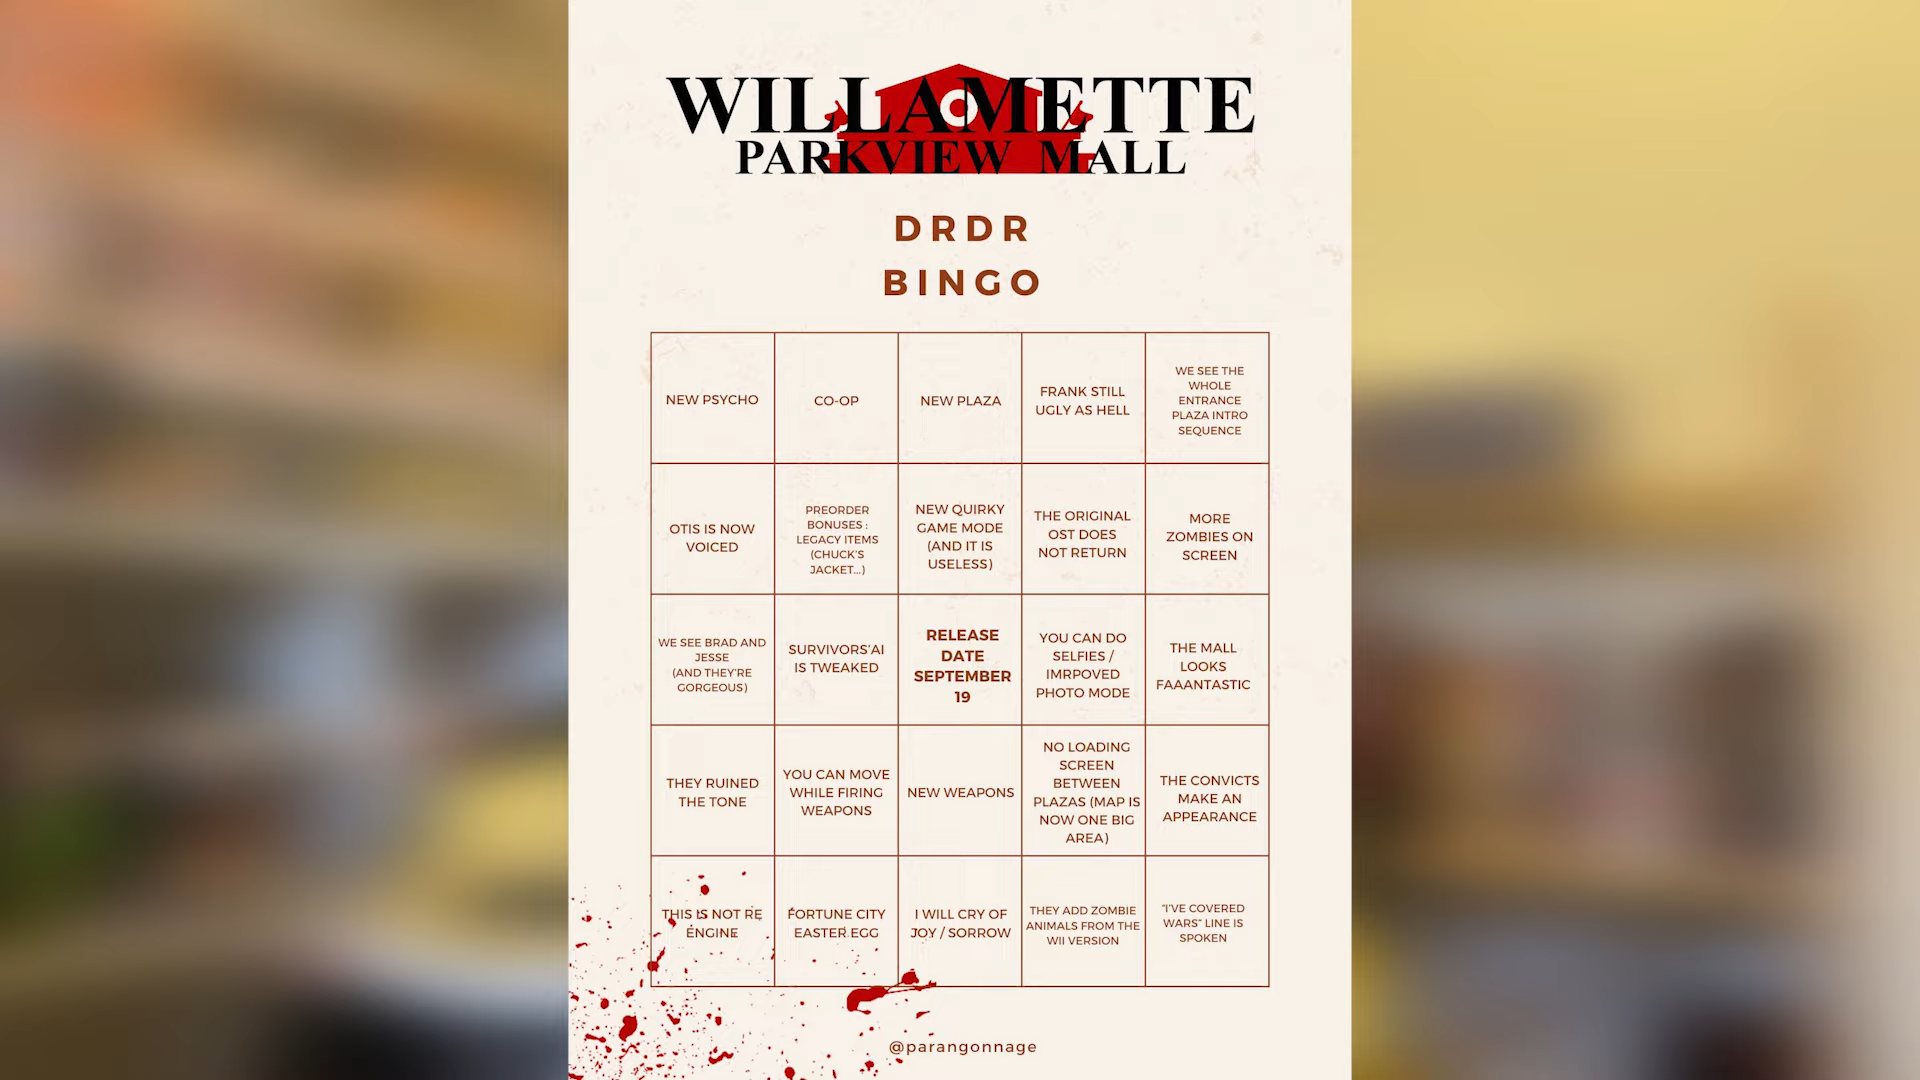 WILLAMETTE
PARKVIEW MALL
DRDR
BINGO
NEW PSYCHO
CO-OP
NEW PLAZA
FRANK STILL
UGLY AS HELL
WE SEE THE
WHOLE
ENTRANCE
PLAZA INTRO
SEQUENCE
OTIS IS NOW
VOICED
PREORDER
BONUSES :
LEGACY ITEMS
(CHUCK'S
JACKET...)
NEW QUIRKY
GAME MODE
(AND IT IS
USELESS)
THE ORIGINAL
OST DOES
NOT RETURN
MORE
ZOMBIES ON
SCREEN
WE SEE BRAD AND
JESSE
(AND THEY'RE
GORGEOUS)
SURVIVORS'AI
IS TWEAKED
RELEASE
DATE
SEPTEMBER
19
YOU CAN DO
SELFIES /
IMRPOVED
PHOTO MODE
THE MALL
LOOKS
FAAANTASTIC
THEY RUINED
THE TONE
YOU CAN MOVE
WHILE FIRING
WEAPONS
NEW WEAPONS
NO LOADING
SCREEN
BETWEEN
PLAZAS (MAP IS
NOW ONE BIG
AREA)
THE CONVICTS
MAKE AN
APPEARANCE
THIS IS NOT RE
ENGINE
FORTUNE CITY
EASTER EGG
I WILL CRY OF
JOY / SORROW
THEY ADD ZOMBIE
ANIMALS FROM THE
WII VERSION
"I'VE COVERED
WARS" LINE IS
SPOKEN
@parangonnage